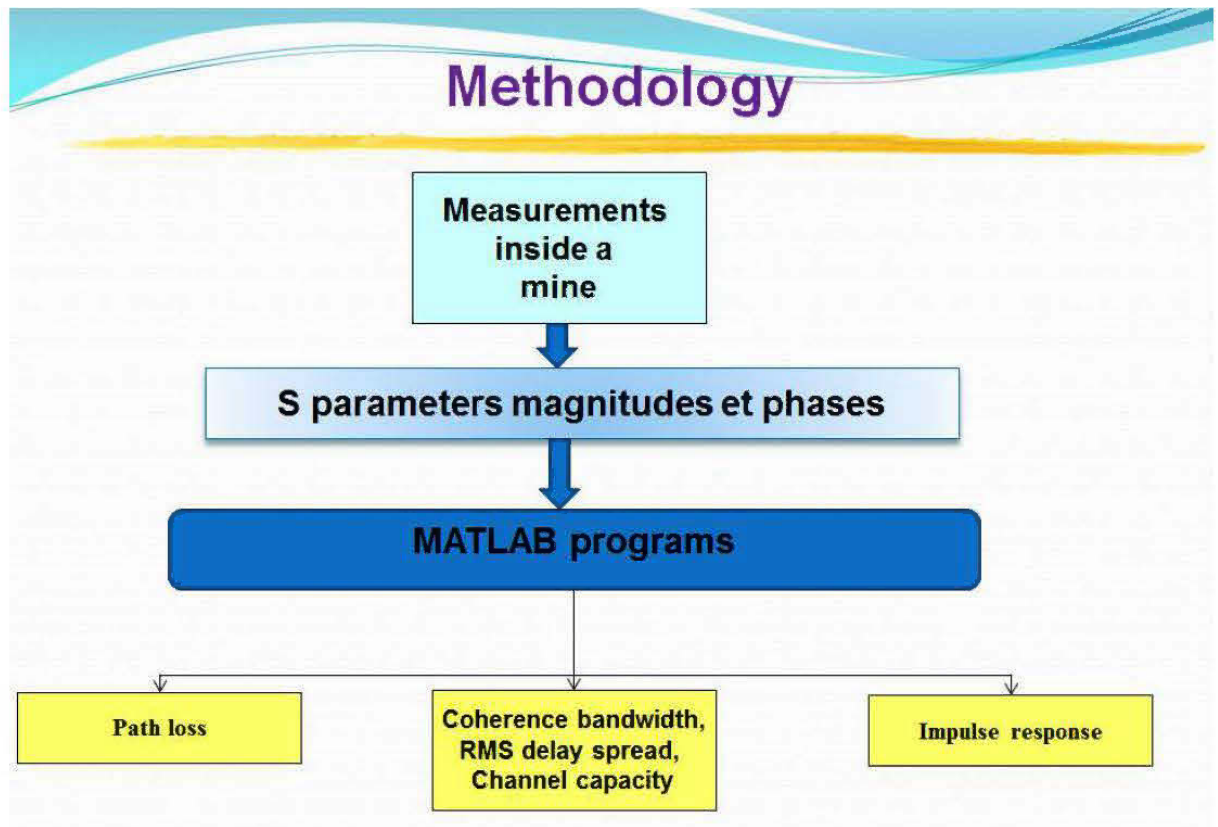 Methodology
Measurements
inside a
mine
S parameters magnitudes et phases
MATLAB programs
Path loss
Coherence bandwidth,
RMS delay spread,
Channel capacity
Impulse response